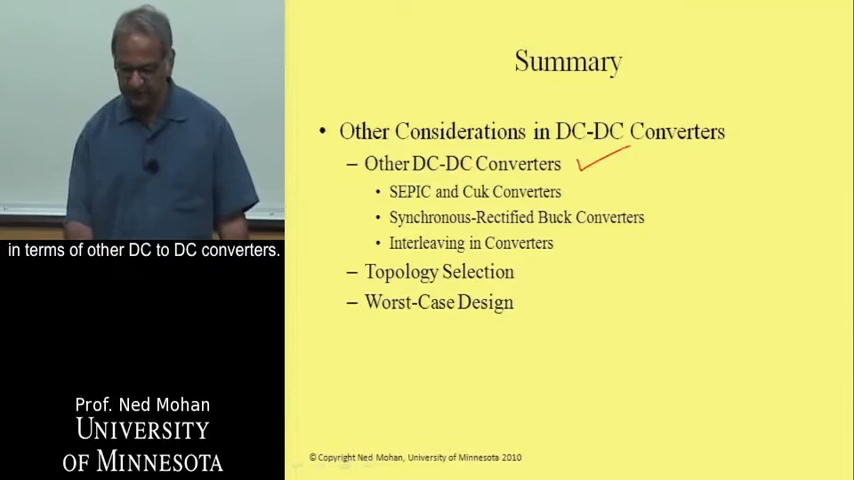 Summary
• Other Considerations in DC-DC Converters
– Other DC-DC Converters
• SEPIC and Cuk Converters
• Synchronous-Rectified Buck Converters
• Interleaving in Converters
– Topology Selection
– Worst-Case Design
in terms of other DC to DC converters.
Prof. Ned Mohan
UNIVERSITY
OF MINNESOTA
© Copyright Ned Mohan, University of Minnesota 2010